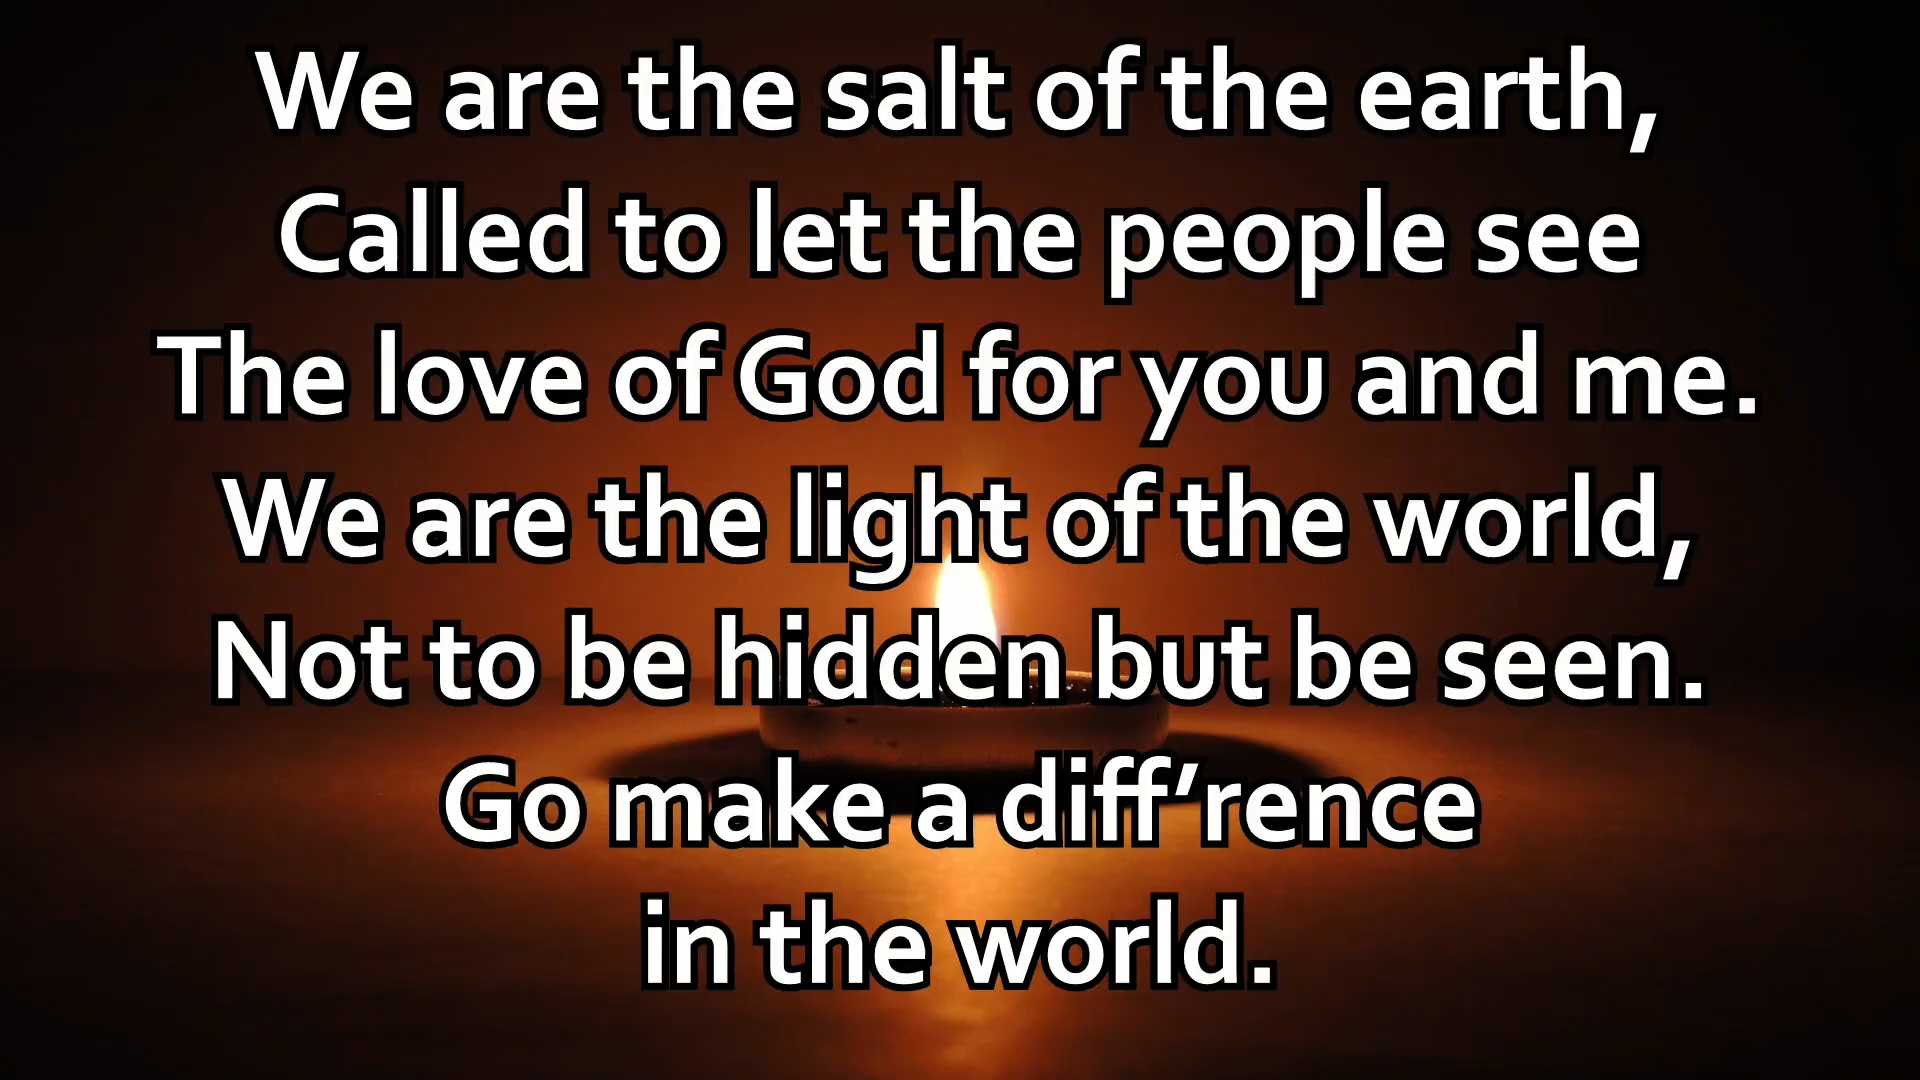 We are the salt of the earth,
Called to let the people see
The love of God for you and me.
We are the light of the world,
Not to be hidden but be seen.
Go make a diff’rence
in the world.